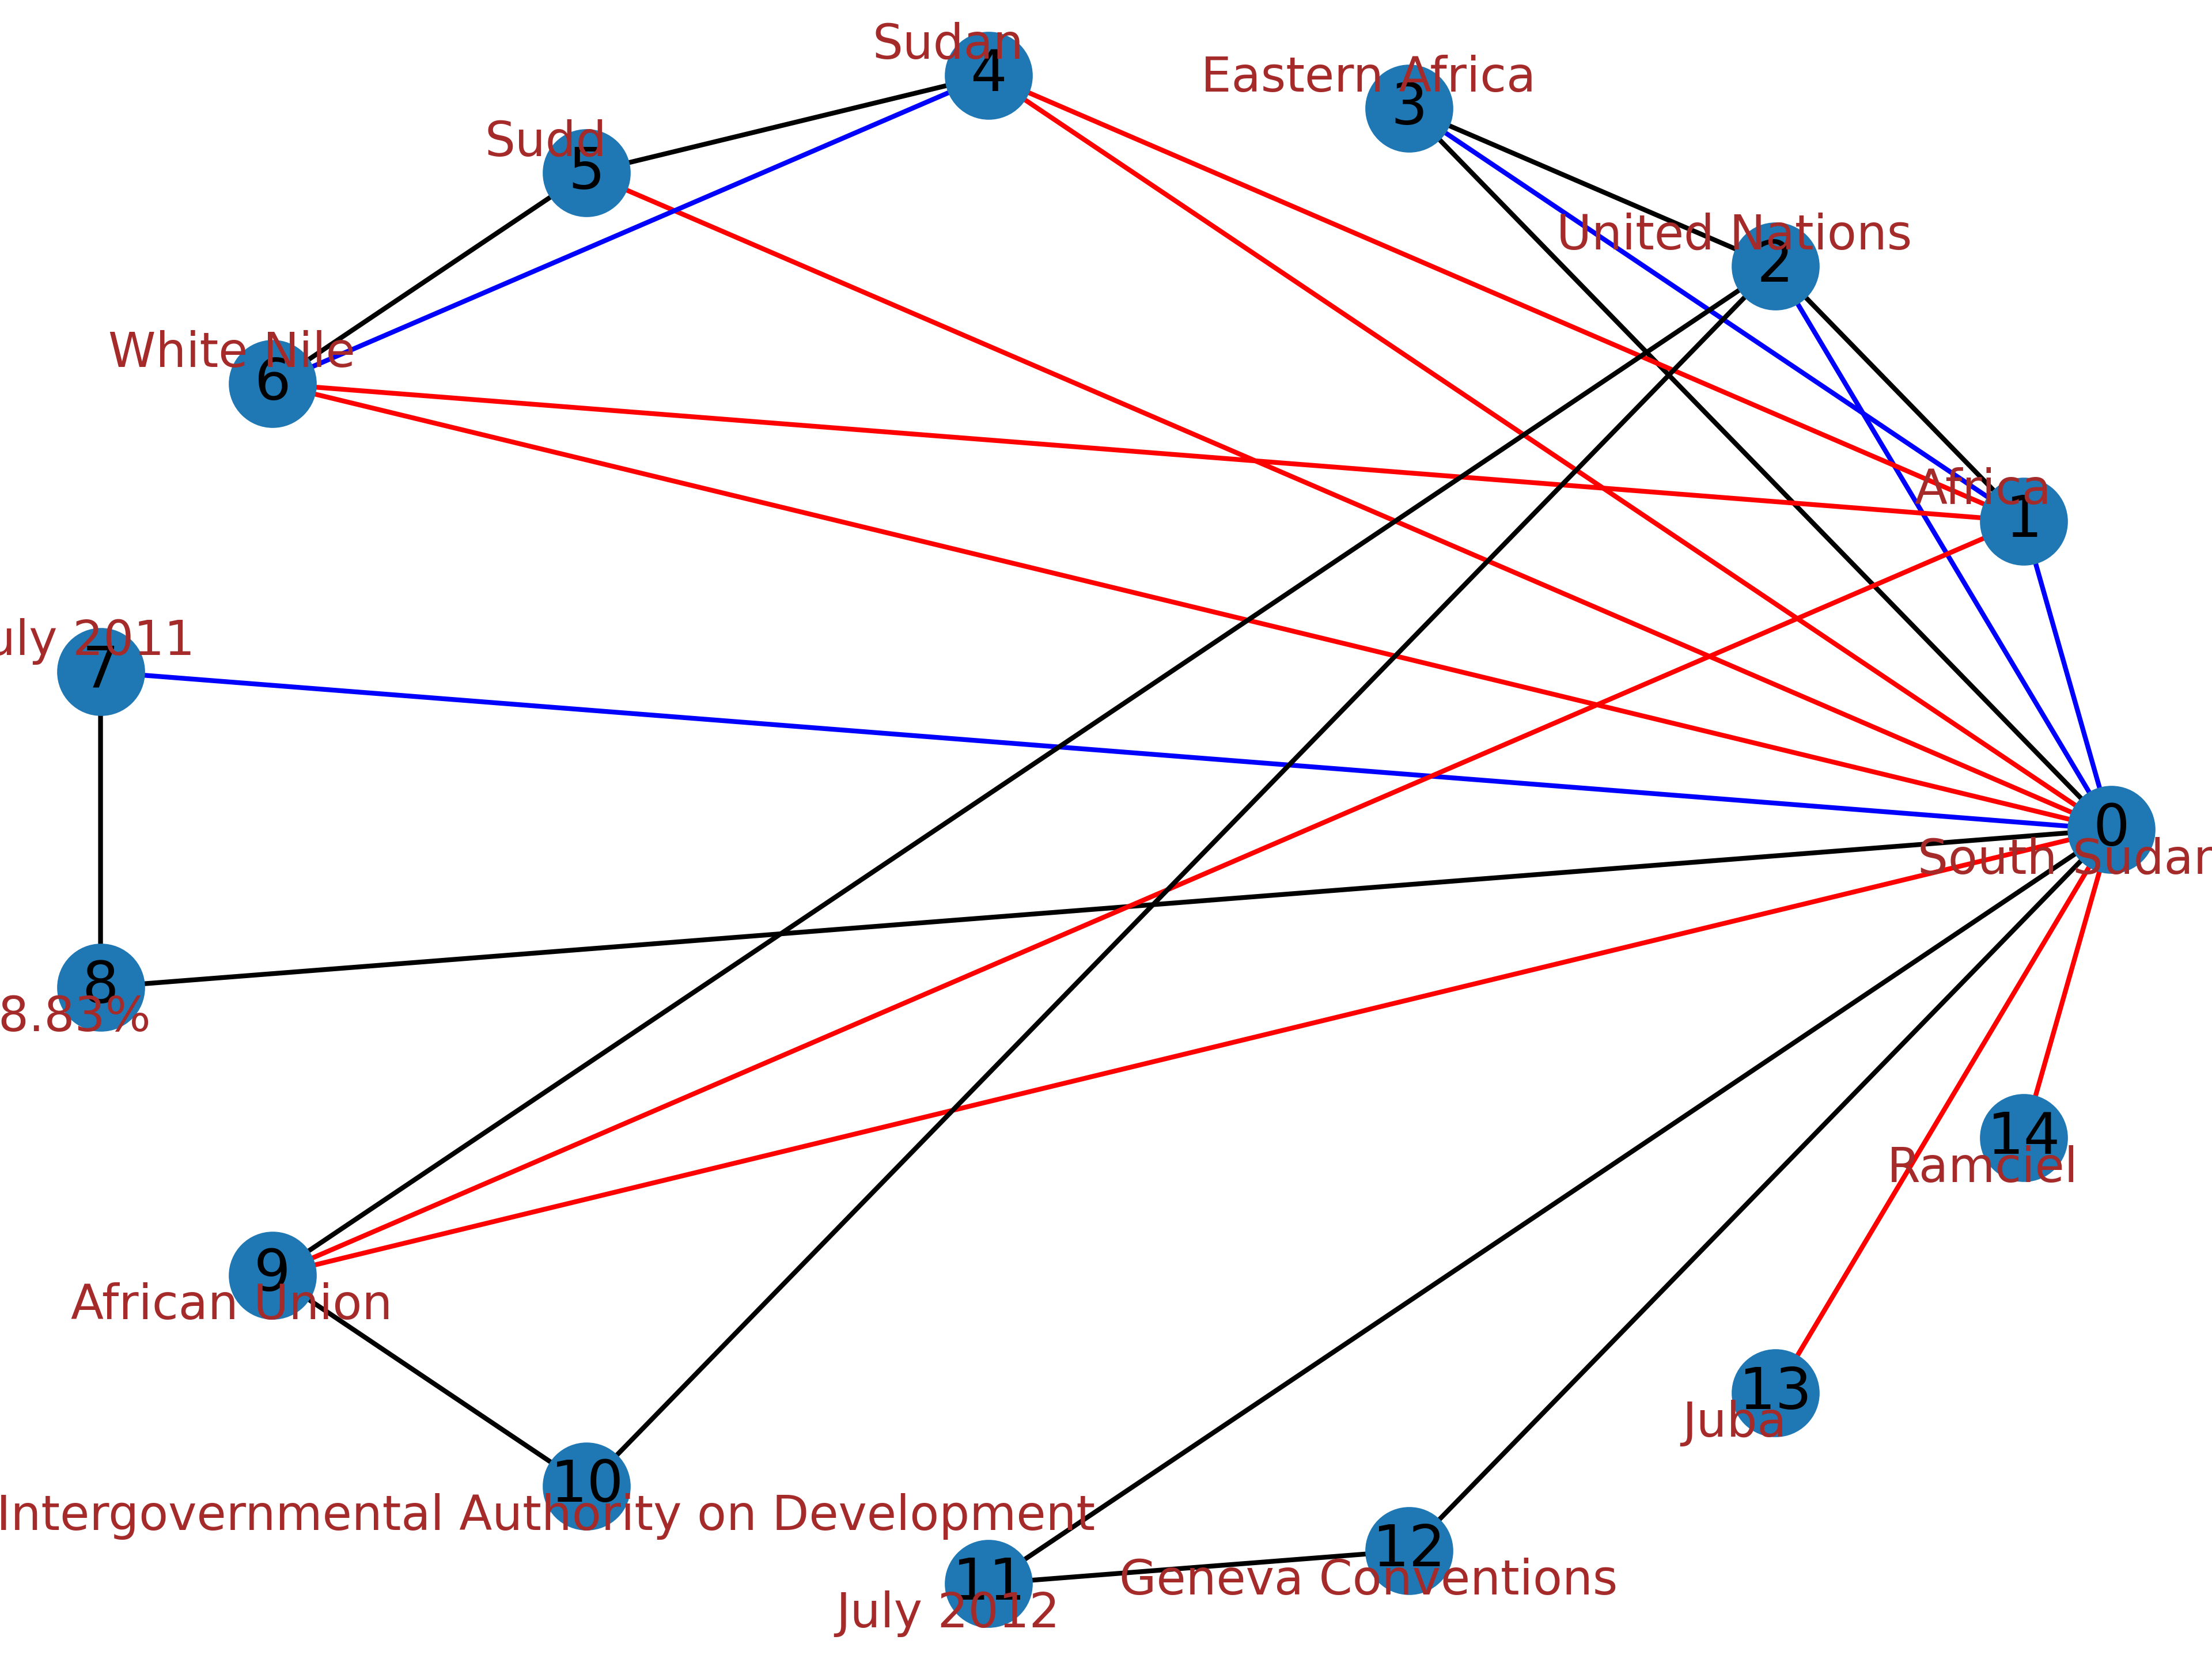 Sudan
4
Eastern Africa
3
Sudd
5
United Nations
2
White Nile
6
Africa
1
uly 2011
7
0
South Sudan
8
8.83%
14
Ramciel
9
African Union
13
Juba
10
Intergovernmental Authority on Development
12
Geneva Conventions
11
July 2012